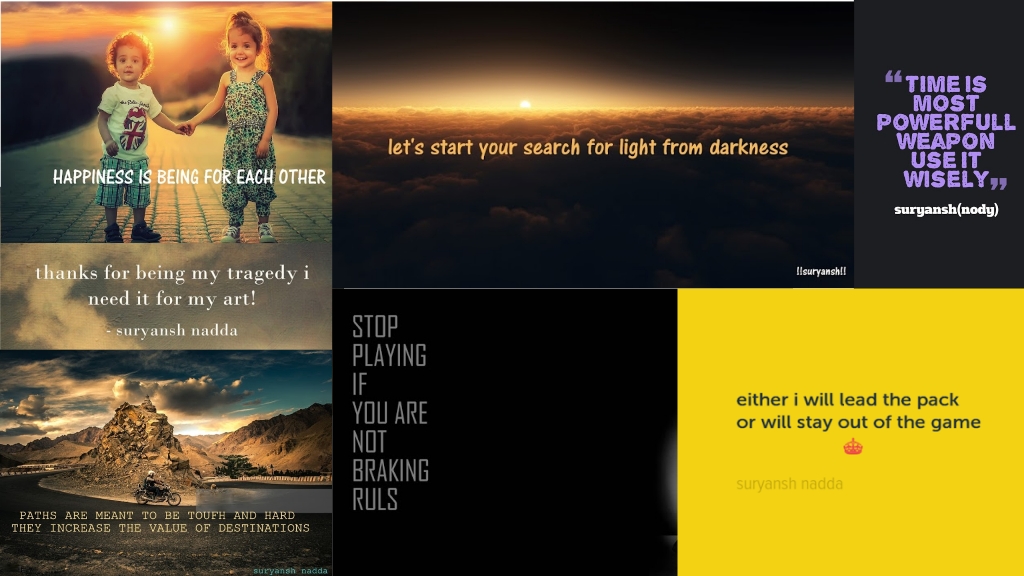 HAPPINESS IS BEING FOR EACH OTHER
thanks for being my tragedy i
need it for my art!
- suryansh nadda
PATHS ARE MEANT TO BE TOUFH AND HARD
THEY INCREASE THE VALUE OF DESTINATIONS
suryansh nadda
let's start your search for light from darkness
!!suryansh!!
“TIME IS
MOST
POWERFULL
WEAPON
USE IT
WISELY„
suryansh(nody)
STOP
PLAYING
IF
YOU ARE
NOT
BRAKING
RULS
either i will lead the pack
or will stay out of the game
suryansh nadda